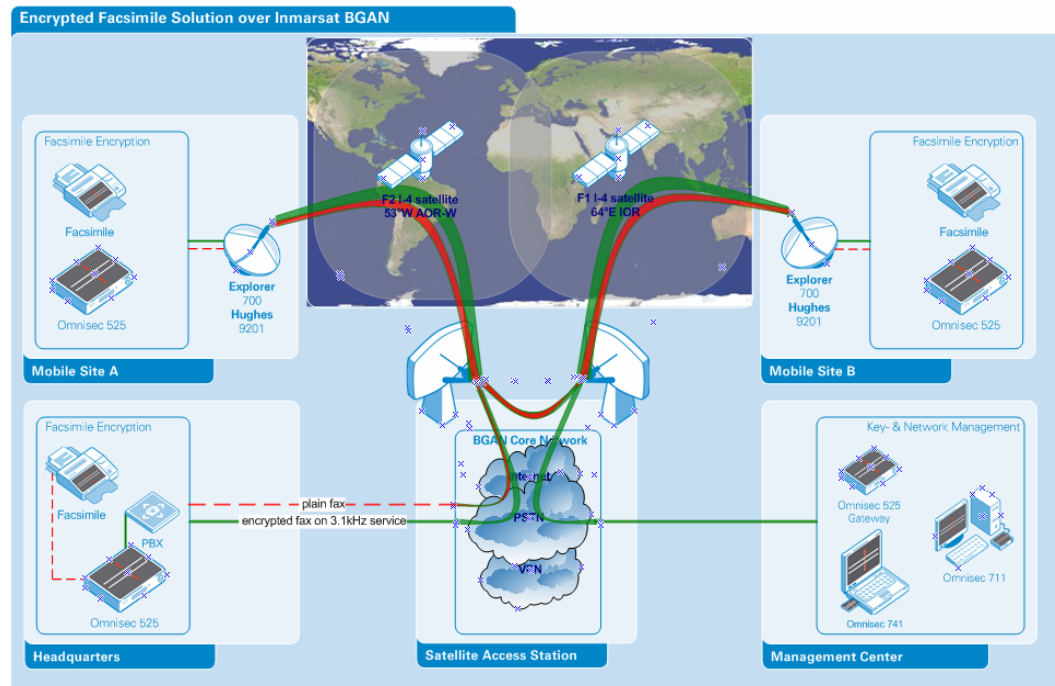 Encrypted Facsimile Solution over Inmarsat BGAN
F2 I-4 satellite
53°W AOR-W
F1 I-4 satellite
64°E IOR
Facsimile Encryption
Facsimile
Omnisec 525
Explorer
700
Hughes
9201
Mobile Site A
Facsimile Encryption
Facsimile
Omnisec 525
Explorer
700
Hughes
9201
Mobile Site B
Facsimile Encryption
Facsimile
PBX
Omnisec 525
Headquarters
plain fax
encrypted fax on 3.1kHz service
BGAN Core Network
Internet
PSTN
VPN
Satellite Access Station
Key- & Network Management
Omnisec 525
Gateway
Omnisec 711
Omnisec 741
Management Center